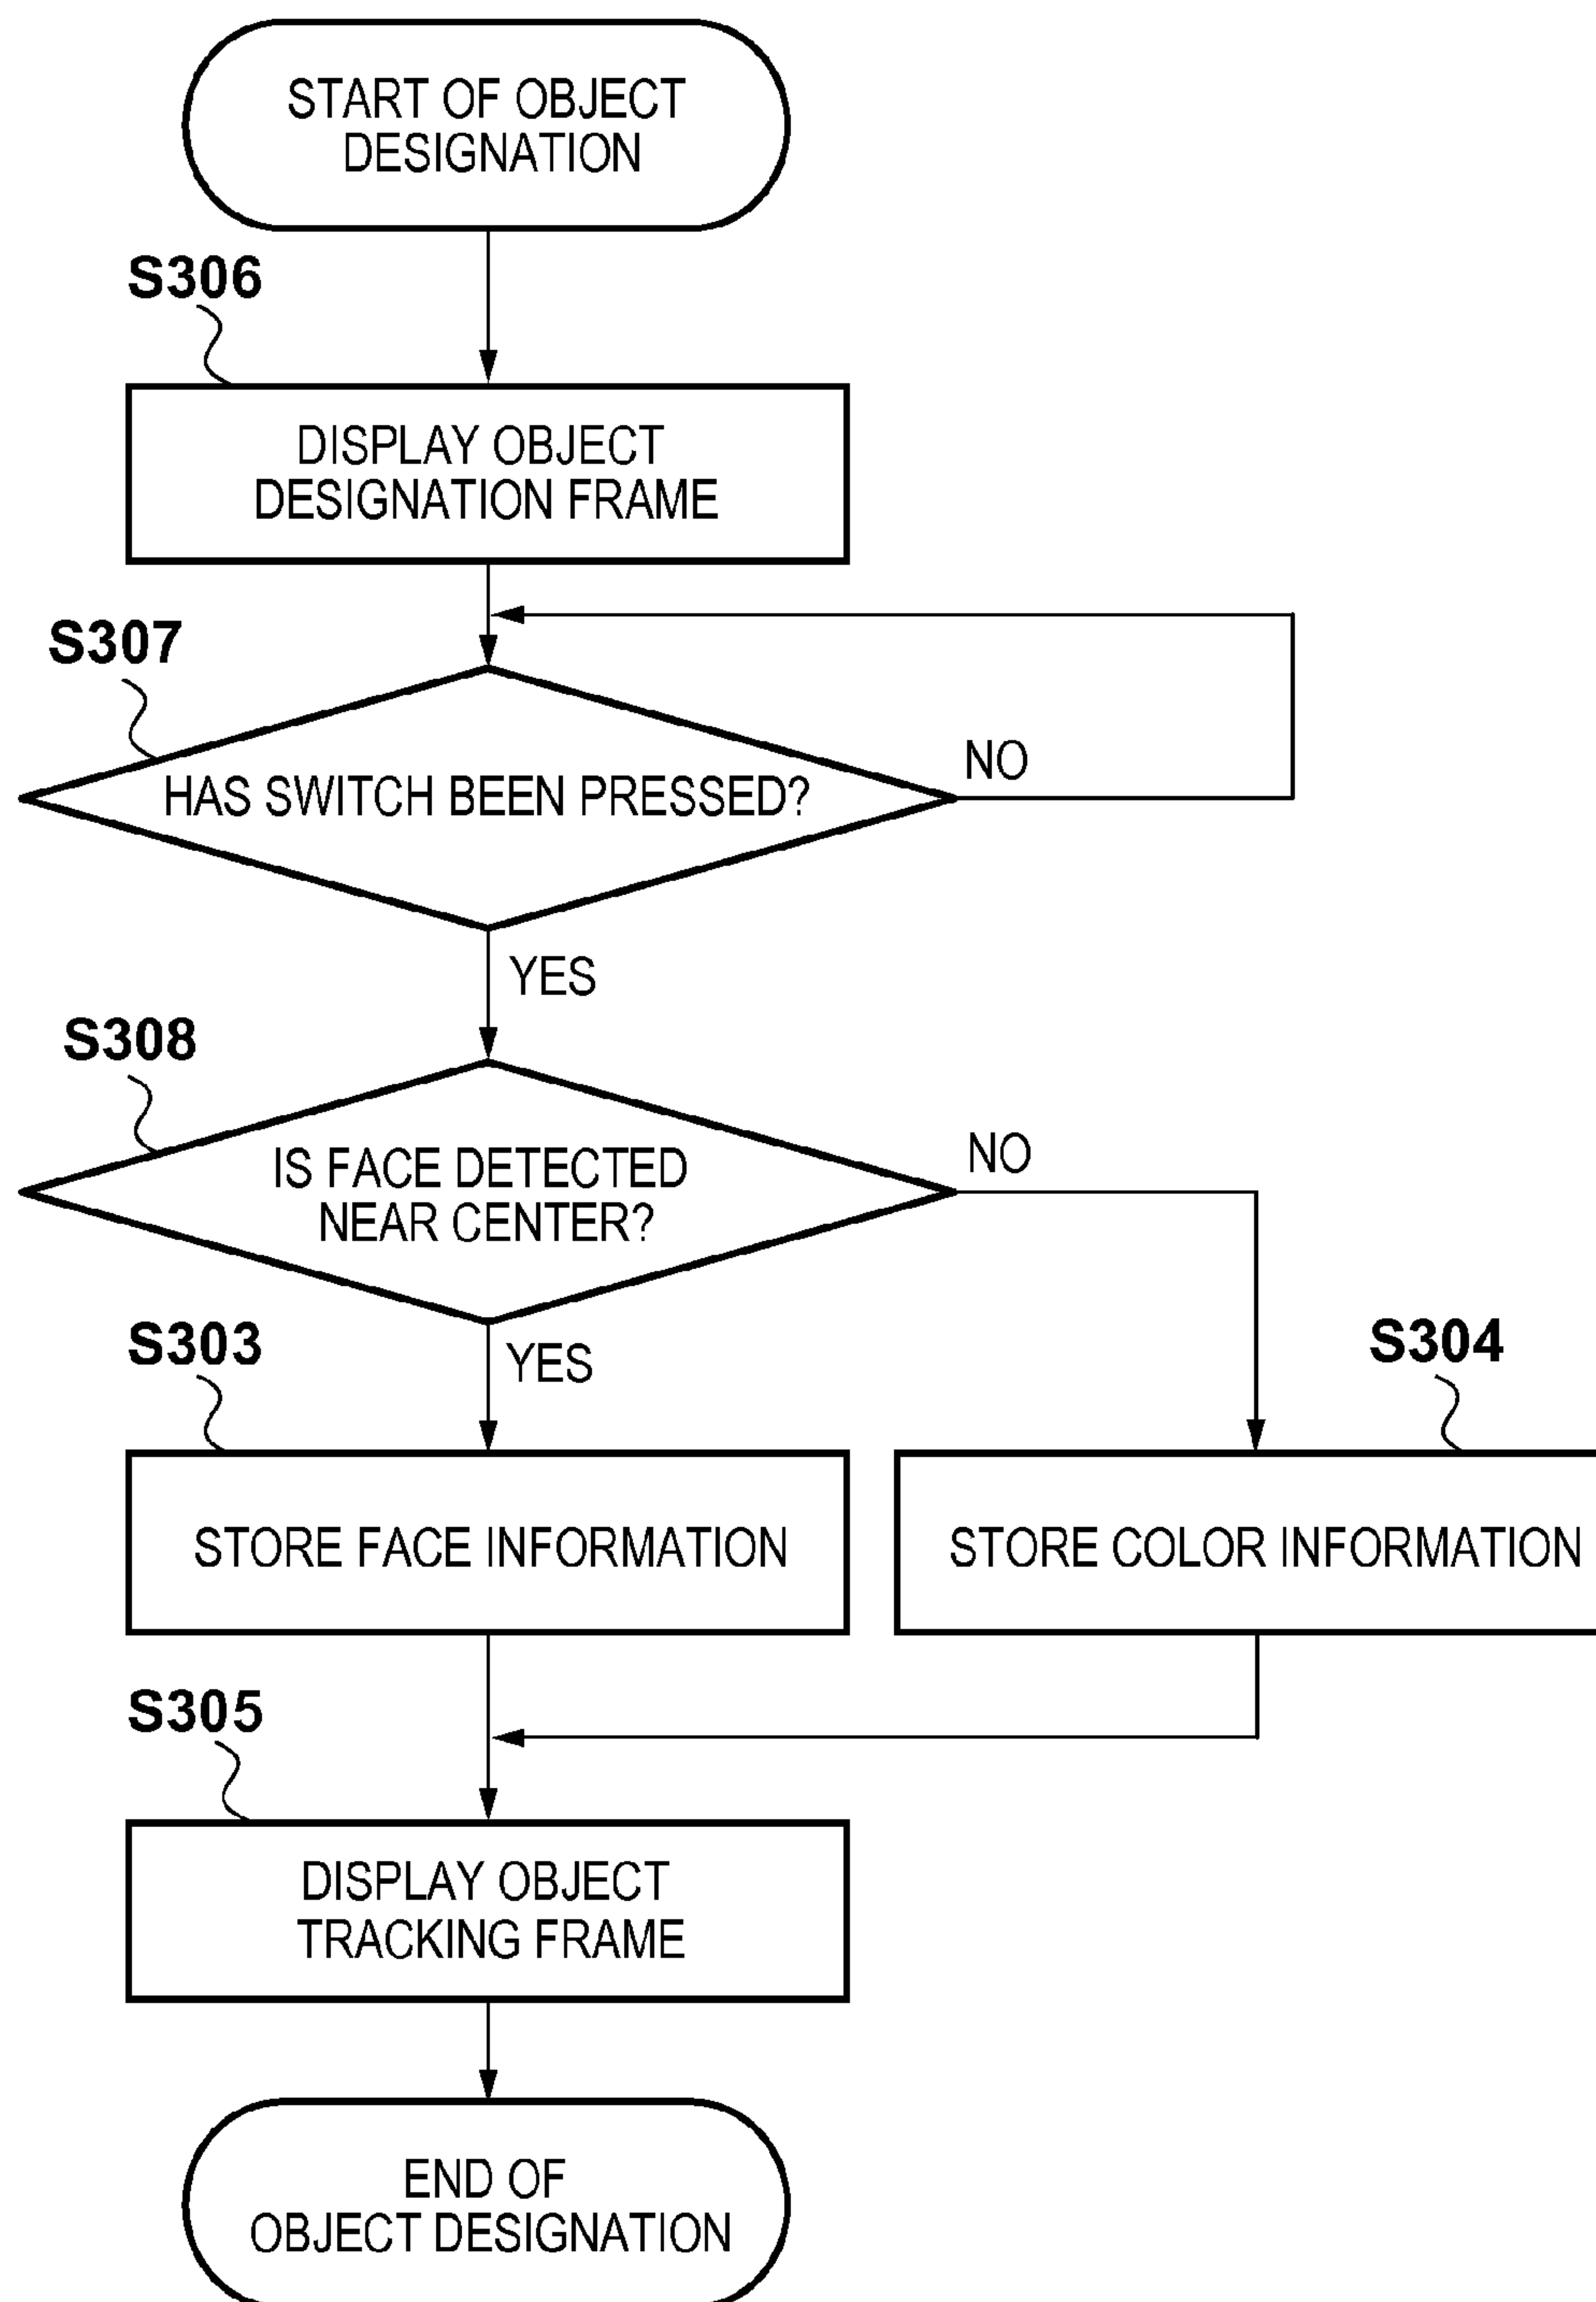 START OF OBJECT
DESIGNATION
S306
DISPLAY OBJECT
DESIGNATION FRAME
S307
HAS SWITCH BEEN PRESSED?
NO
YES
S308
IS FACE DETECTED
NEAR CENTER?
NO
YES
S303
STORE FACE INFORMATION
S304
STORE COLOR INFORMATION
S305
DISPLAY OBJECT
TRACKING FRAME
END OF
OBJECT DESIGNATION